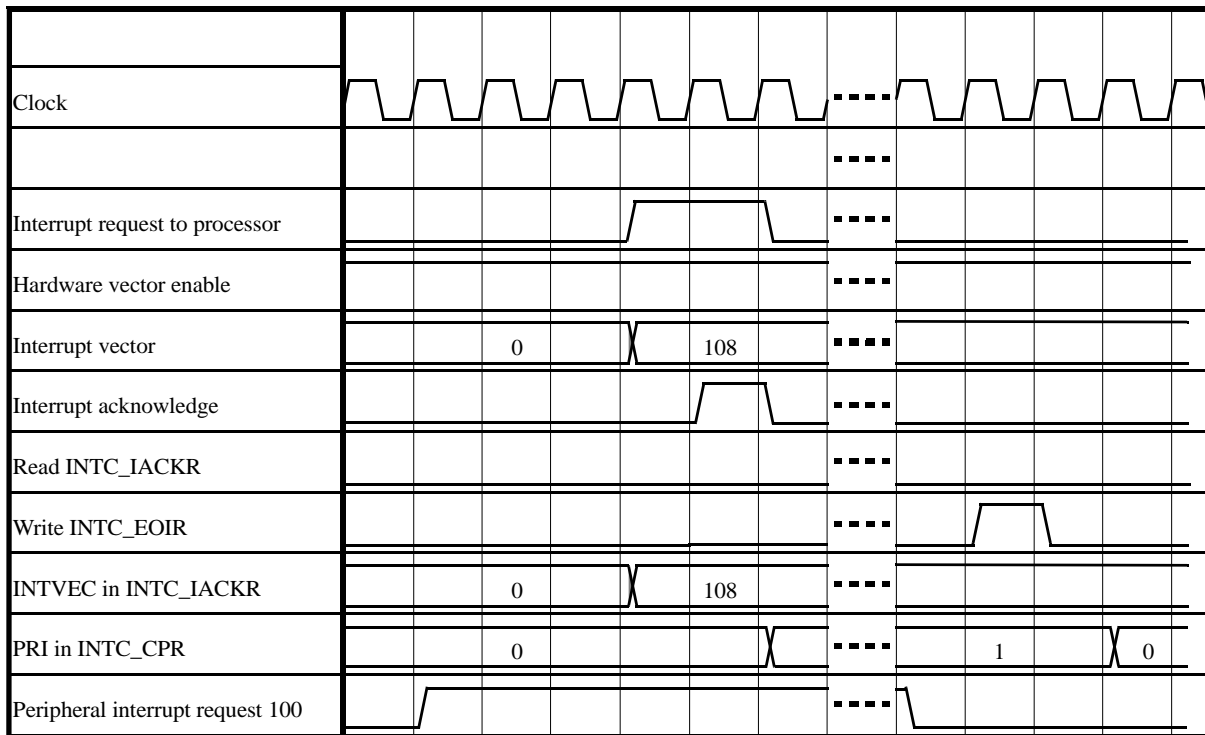 Clock
Interrupt request to processor
Hardware vector enable
Interrupt vector 0 108
Interrupt acknowledge
Read INTC_IACKR
Write INTC_EOIR
INTVEC in INTC_IACKR 0 108
PRI in INTC_CPR 0 1 0
Peripheral interrupt request 100